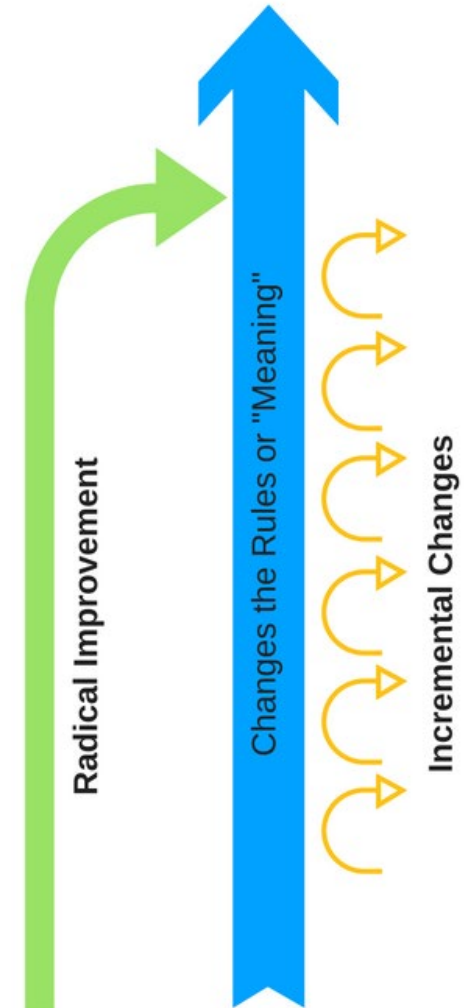 Radical Improvement
Changes the Rules or "Meaning"
Incremental Changes